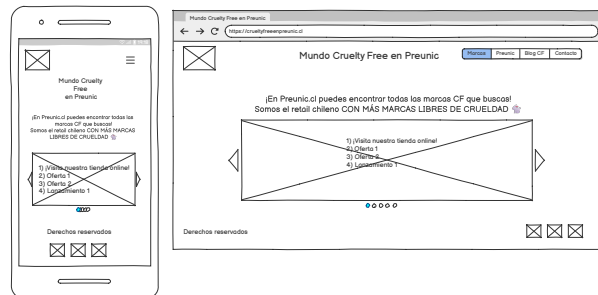 Mundo Cruelty
Free
en Preunic
¡En Preunic.cl puedes encontrar todas las
marcas CF que buscas!
Somos el retail chileno CON MÁS MARCAS
LIBRES DE CRUELDAD 🐩
1) ¡Visita nuestra tienda online!
2) Oferta 1
3) Oferta 2
4) Lanzamiento 1
Derechos reservados
Mundo Cruelty Free en Preunic
https://crueltyfreeenpreunic.cl
Mundo Cruelty Free en Preunic
Marcas Preunic Blog CF Contacto
¡En Preunic.cl puedes encontrar todas las marcas CF que buscas!
Somos el retail chileno CON MÁS MARCAS LIBRES DE CRUELDAD 🐩
1) ¡Visita nuestra tienda online!
2) Oferta 1
3) Oferta 2
4) Lanzamiento 1
Derechos reservados